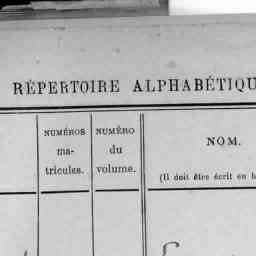 RÉPERTOIRE ALPHABÉTIQU
NUMÉROS
ma-
tricules.
NUMÉRO
du
volume.
NOM.
(Il doit être écrit en b